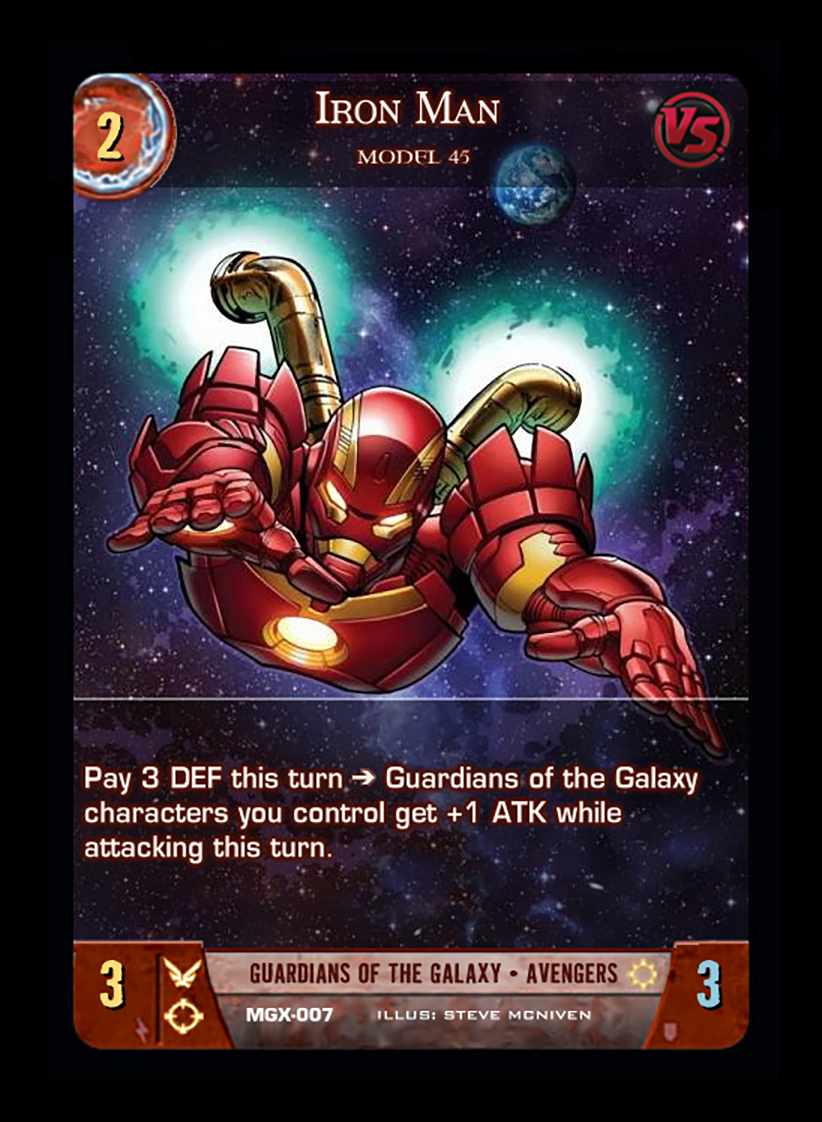 2
Iron Man
VS.
MODEL 45
Pay 3 DEF this turn ➔ Guardians of the Galaxy
characters you control get +1 ATK while
attacking this turn.
3
GUARDIANS OF THE GALAXY • AVENGERS
3
MGX-007 ILLUS: STEVE MCNIVEN